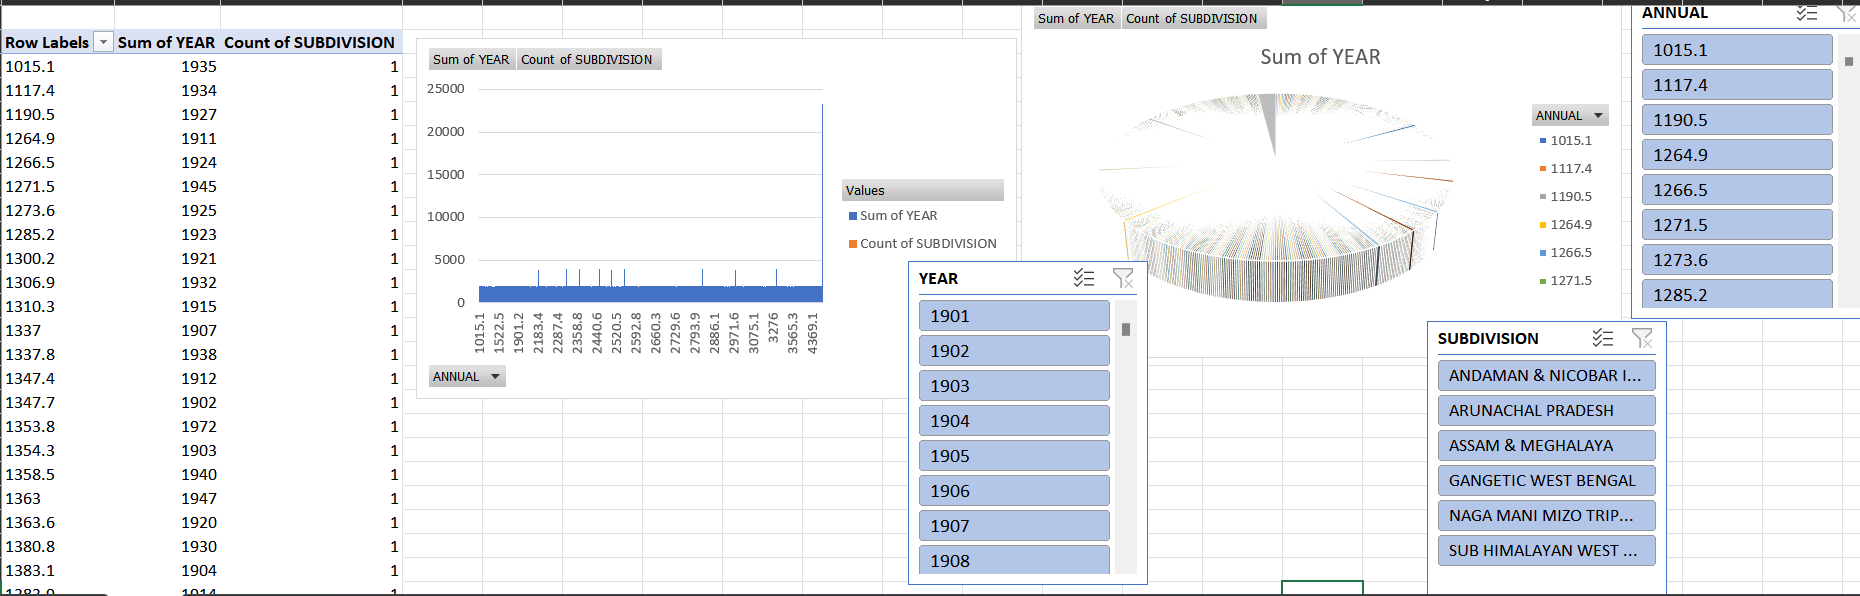 Row Labels Sum of YEAR Count of SUBDIVISION
1015.1 1935 1
1117.4 1934 1
1190.5 1927 1
1264.9 1911 1
1266.5 1924 1
1271.5 1945 1
1273.6 1925 1
1285.2 1923 1
1300.2 1921 1
1306.9 1932 1
1310.3 1915 1
1337 1907 1
1337.8 1938 1
1347.4 1912 1
1347.7 1902 1
1353.8 1972 1
1354.3 1903 1
1358.5 1940 1
1363 1947 1
1363.6 1920 1
1380.8 1930 1
1383.1 1904 1
Sum of YEAR Count of SUBDIVISION
25000
20000
15000
10000
5000
0
1015.1
1522.5
1901.2
2183.4
2287.4
2358.8
2440.6
2520.5
2592.8
2660.3
2729.6
2793.9
2886.1
2971.6
3075.1
3276
3565.3
4369.1
Values
Sum of YEAR
Count of SUBDIVISION
ANNUAL
Sum of YEAR Count of SUBDIVISION
Sum of YEAR
ANNUAL
1015.1
1117.4
1190.5
1264.9
1266.5
1271.5
YEAR
1901
1902
1903
1904
1905
1906
1907
1908
ANNUAL
1015.1
1117.4
1190.5
1264.9
1266.5
1271.5
1273.6
1285.2
SUBDIVISION
ANDAMAN & NICOBAR I...
ARUNACHAL PRADESH
ASSAM & MEGHALAYA
GANGETIC WEST BENGAL
NAGA MANI MIZO TRIP...
SUB HIMALAYAN WEST ...